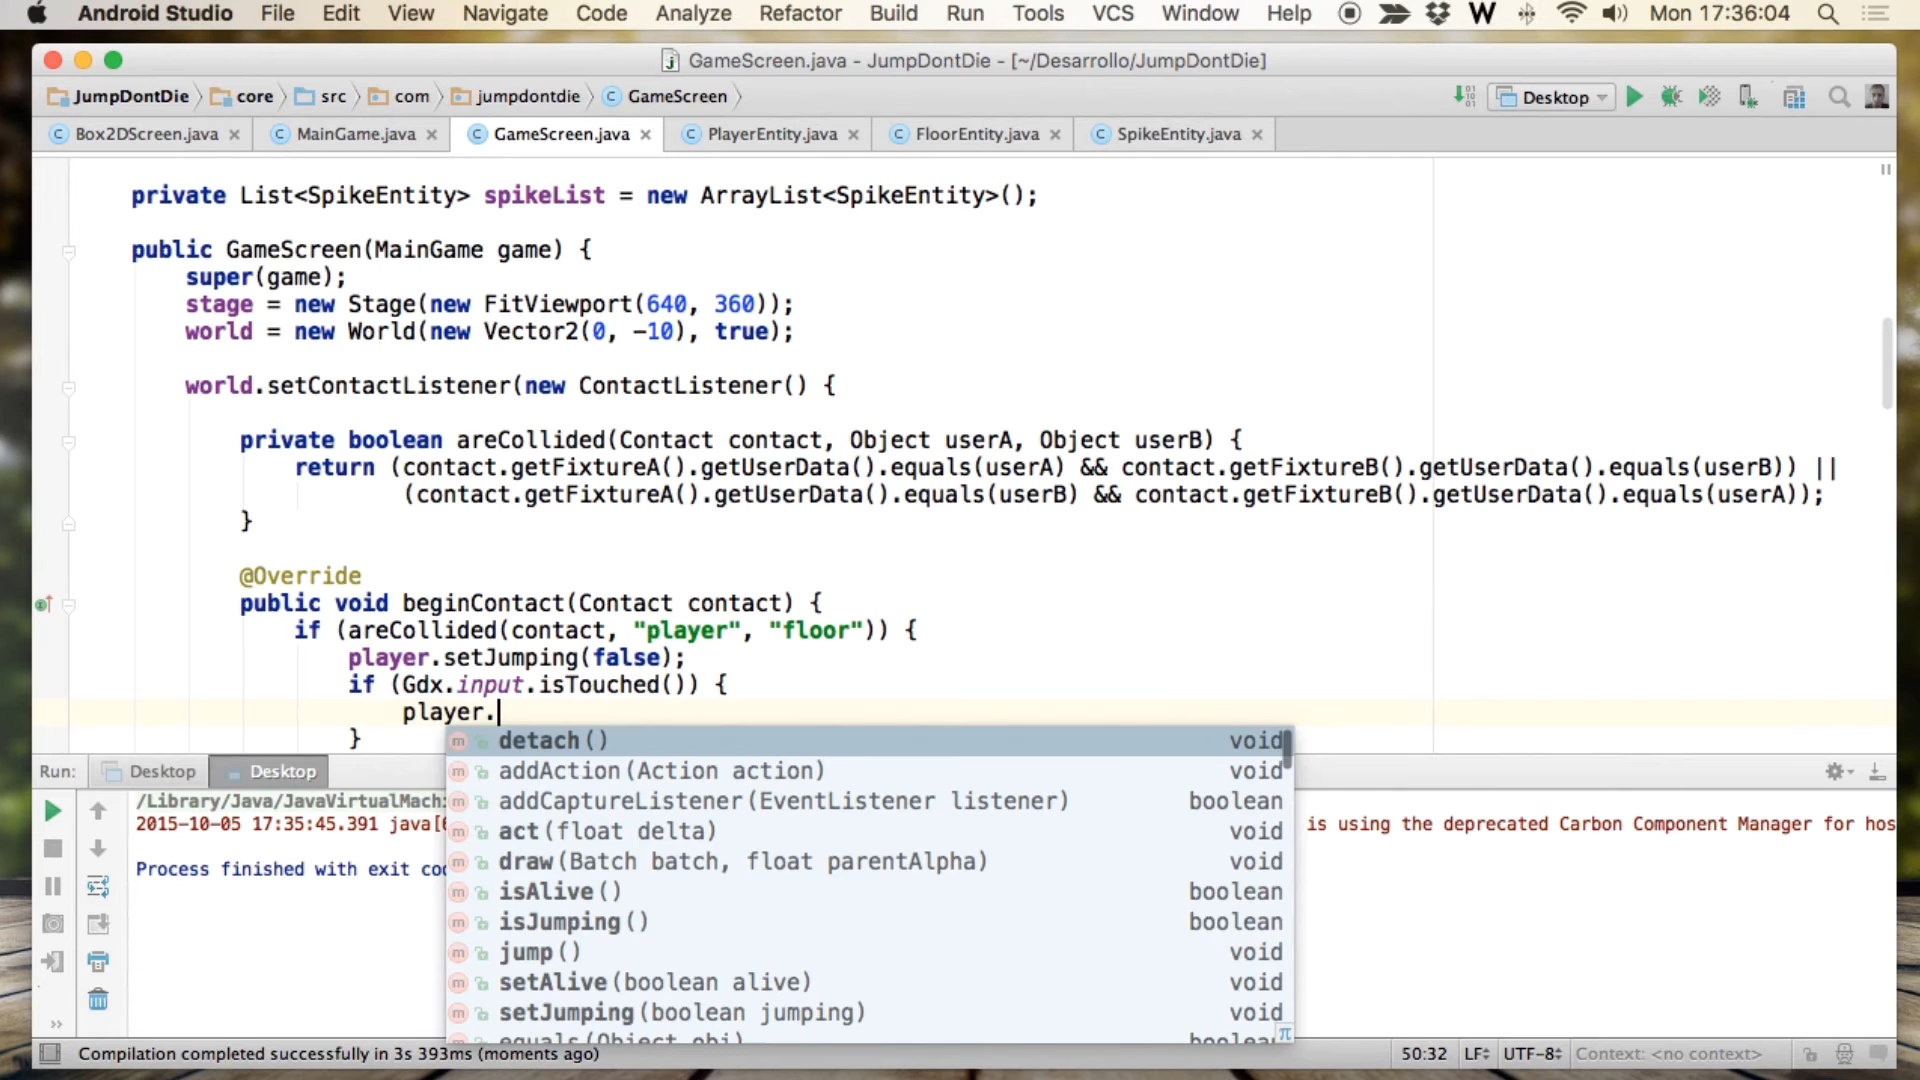 Android Studio File Edit View Navigate Code Analyze Refactor Build Run Tools VCS Window Help W Mon 17:36:04
GameScreen.java - JumpDontDie - [~/Desarrollo/JumpDontDie]
JumpDontDie core src com jumpdontdie GameScreen Desktop
Box2DScreen.java MainGame.java GameScreen.java PlayerEntity.java FloorEntity.java SpikeEntity.java
private List<SpikeEntity> spikeList = new ArrayList<SpikeEntity>();
public GameScreen(MainGame game) {
super(game);
stage = new Stage(new FitViewport(640, 360));
world = new World(new Vector2(0, -10), true);
world.setContactListener(new ContactListener() {
private boolean areCollided(Contact contact, Object userA, Object userB) {
return (contact.getFixtureA().getUserData().equals(userA) && contact.getFixtureB().getUserData().equals(userB)) ||
(contact.getFixtureA().getUserData().equals(userB) && contact.getFixtureB().getUserData().equals(userA));
}
@Override
public void beginContact(Contact contact) {
if (areCollided(contact, "player", "floor")) {
player.setJumping(false);
if (Gdx.input.isTouched()) {
player.
}
detach() void
addAction(Action action) void
addCaptureListener(EventListener listener) boolean
act(float delta) void
draw(Batch batch, float parentAlpha) void
isAlive() boolean
isJumping() boolean
jump() void
setAlive(boolean alive) void
setJumping(boolean jumping) void
equals(Object obj) boolean
Run: Desktop Desktop
/Library/Java/JavaVirtualMachi
2015-10-05 17:35:45.391 java[ is using the deprecated Carbon Component Manager for hos
Process finished with exit co
Compilation completed successfully in 3s 393ms (moments ago) 50:32 LF UTF-8 Context: <no context>